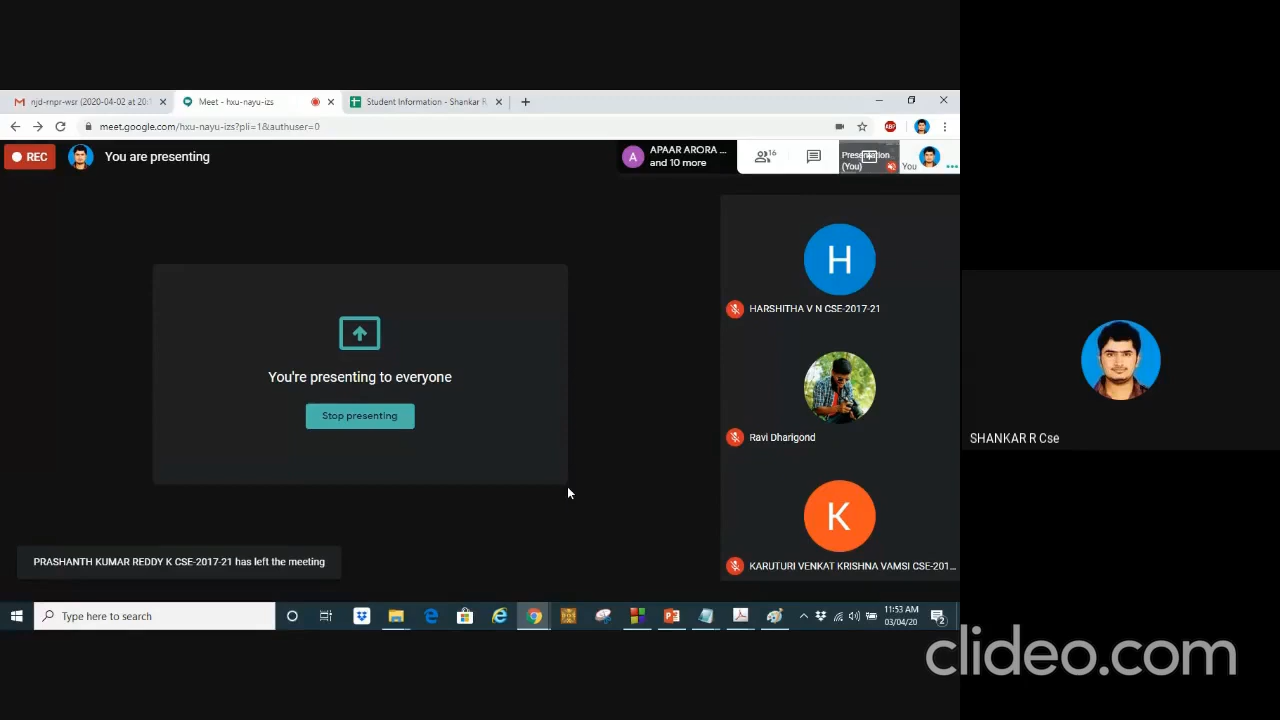 njd-rnpr-wsr (2020-04-02 at 20:1
Meet - hxu-nayu-izs
Student Information - Shankar R
meet.google.com/hxu-nayu-izs?pli=1&authuser=0
ABP
REC
You are presenting
A
APAAR ARORA ...
and 10 more
16
Presentation
(You)
You
H
HARSHITHA V N CSE-2017-21
You're presenting to everyone
Stop presenting
Ravi Dharigond
SHANKAR R Cse
K
KARUTURI VENKAT KRISHNA VAMSI CSE-201...
PRASHANTH KUMAR REDDY K CSE-2017-21 has left the meeting
Type here to search
11:53 AM
03/04/20
2
clideo.com